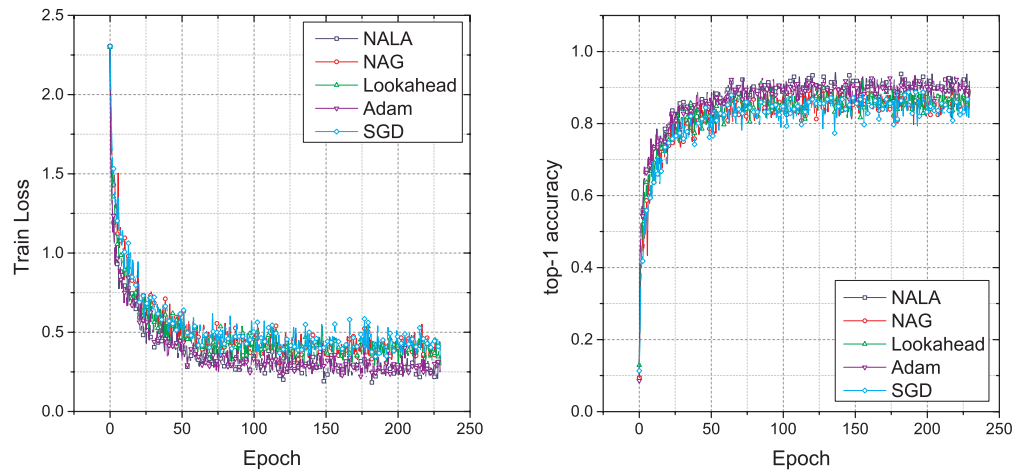 2.5
2.0
1.5
1.0
0.5
0.0
Train Loss
0 50 100 150 200 250
Epoch
NALA
NAG
Lookahead
Adam
SGD
1.0
0.8
0.6
0.4
0.2
0.0
top-1 accuracy
0 50 100 150 200 250
Epoch
NALA
NAG
Lookahead
Adam
SGD